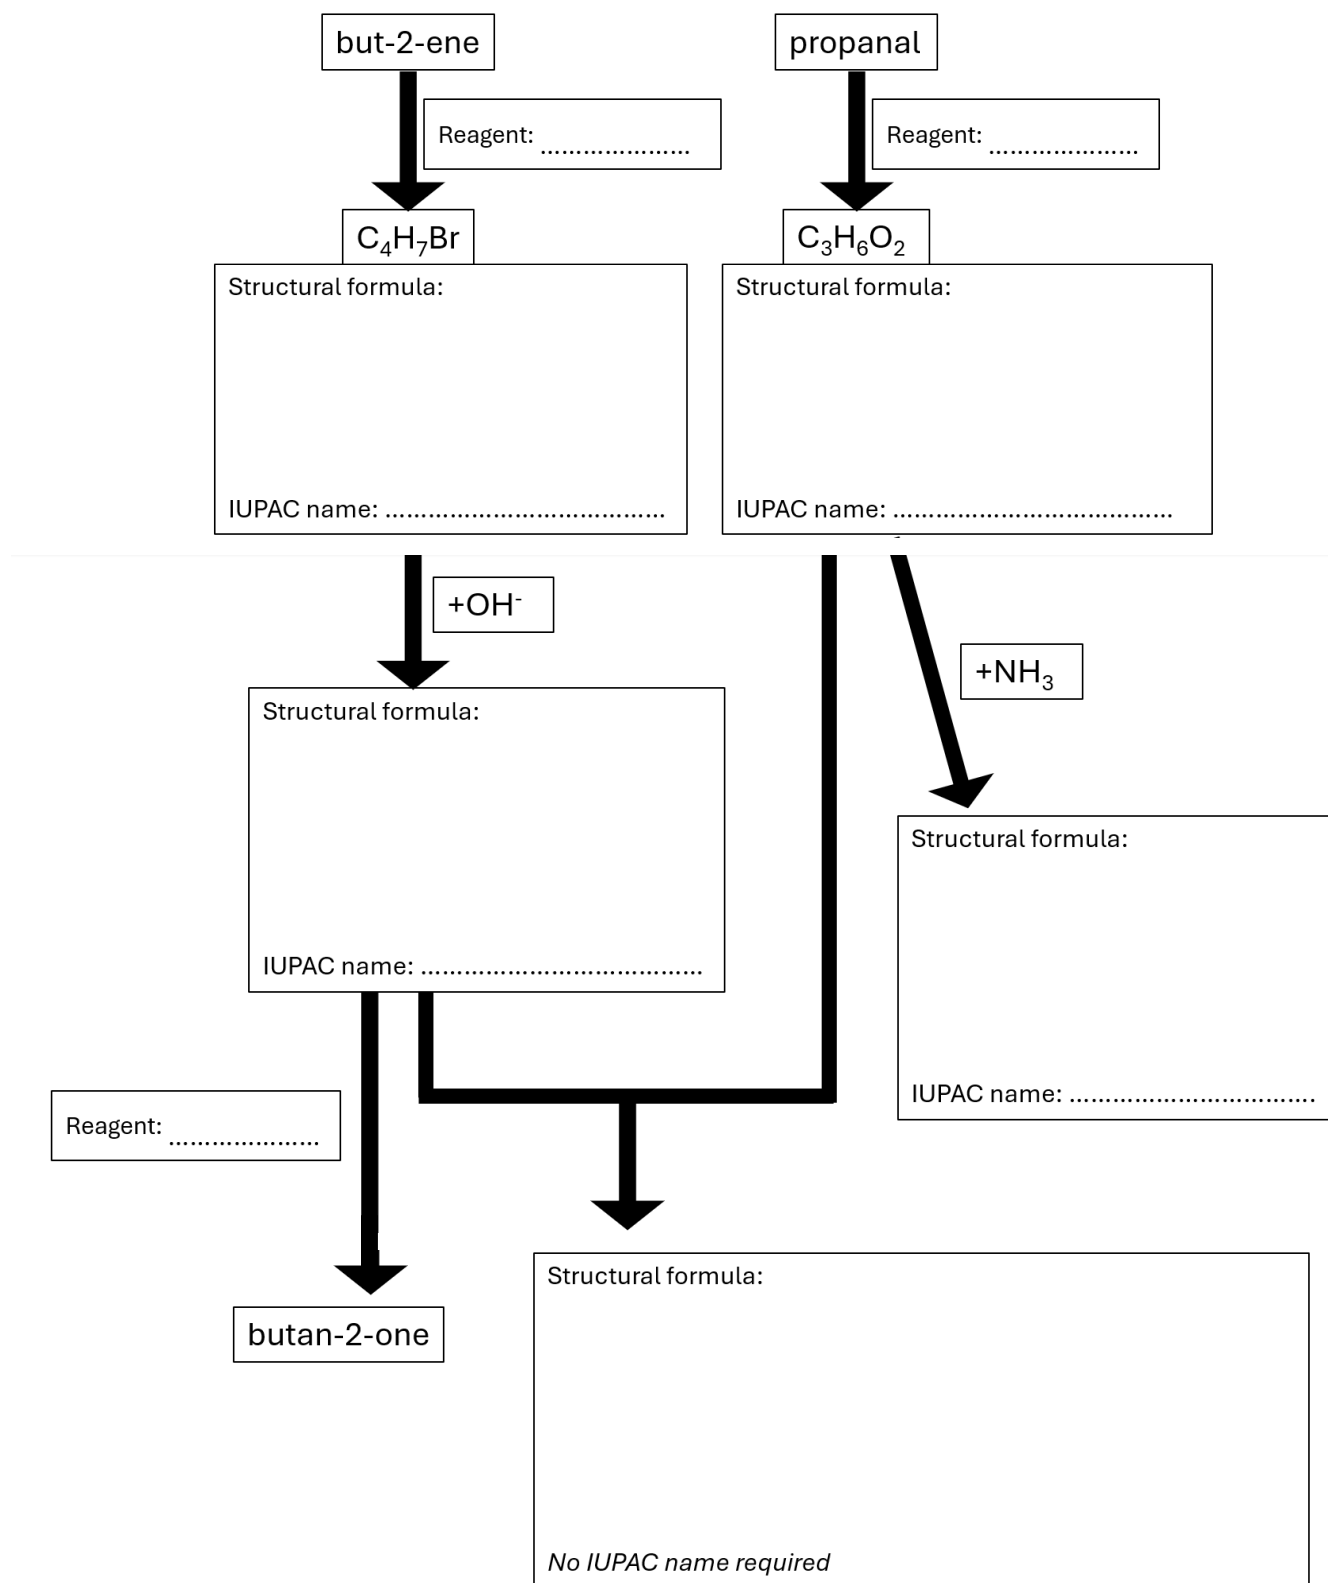 but-2-ene
propanal
Reagent: .....................
Reagent: .....................
C₄H₇Br
C₃H₆O₂
Structural formula:
Structural formula:
IUPAC name: .......................................
IUPAC name: .......................................
+OH⁻
+NH₃
Structural formula:
Structural formula:
IUPAC name: .......................................
IUPAC name: ..................................
Reagent: .....................
butan-2-one
Structural formula:
No IUPAC name required